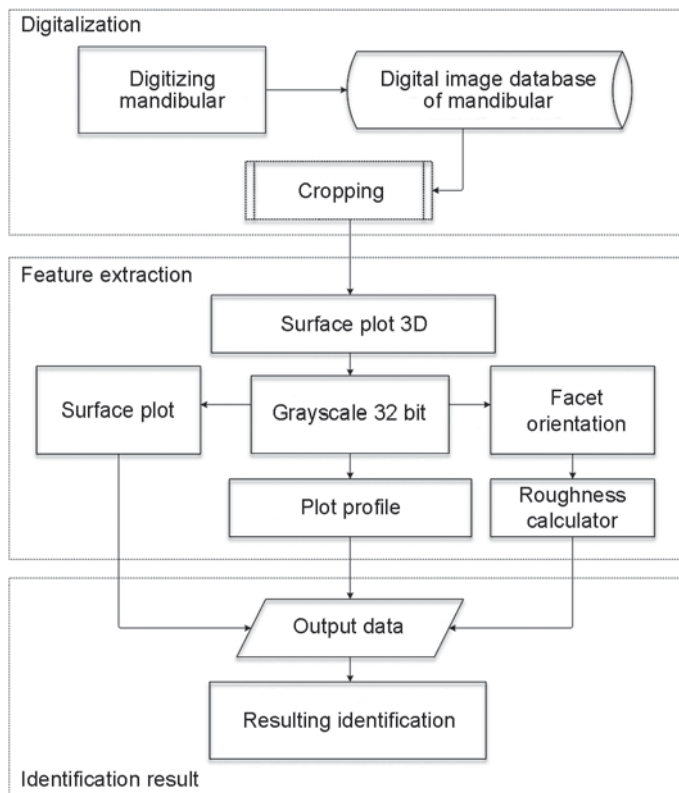 Digitalization
Digitizing
mandibular
Digital image database
of mandibular
Cropping
Feature extraction
Surface plot 3D
Surface plot
Grayscale 32 bit
Facet
orientation
Plot profile
Roughness
calculator
Output data
Resulting identification
Identification result